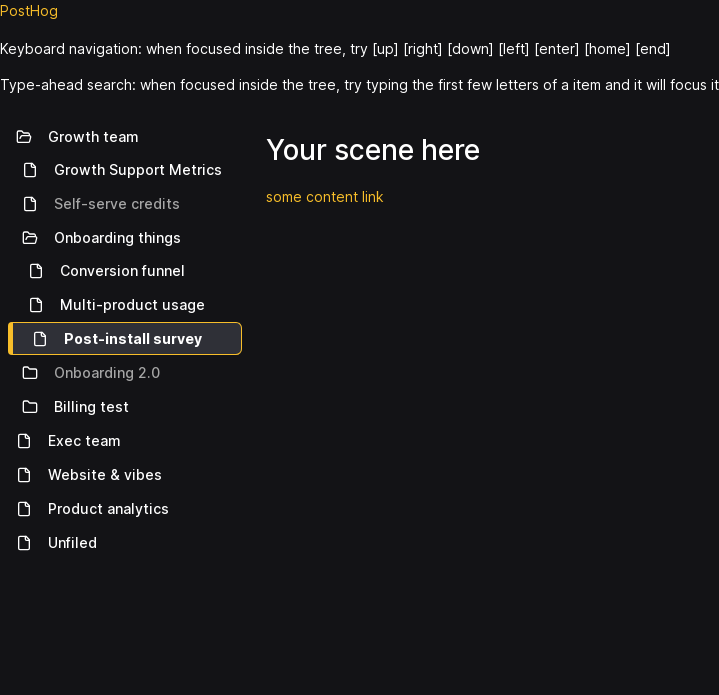 PostHog
Keyboard navigation: when focused inside the tree, try [up] [right] [down] [left] [enter] [home] [end]
Type-ahead search: when focused inside the tree, try typing the first few letters of a item and it will focus it
Growth team
Growth Support Metrics
Self-serve credits
Onboarding things
Conversion funnel
Multi-product usage
Post-install survey
Onboarding 2.0
Billing test
Exec team
Website & vibes
Product analytics
Unfiled
Your scene here
some content link